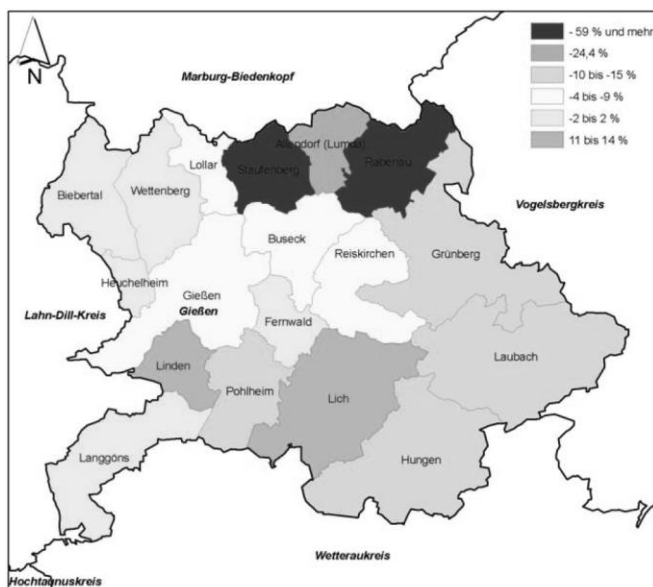 - 59 % und mehr
-24,4 %
-10 bis -15 %
-4 bis -9 %
-2 bis 2 %
11 bis 14 %
N
Marburg-Biedenkopf
Allendorf (Lumda)
Lollar
Staufenberg
Rabenau
Biebertal
Wettenberg
Vogelsbergkreis
Buseck
Reiskirchen
Grünberg
Heuchelheim
Gießen
Gießen
Lahn-Dill-Kreis
Fernwald
Linden
Laubach
Pohlheim
Lich
Langgöns
Hungen
Wetteraukreis
Hochtaunuskreis